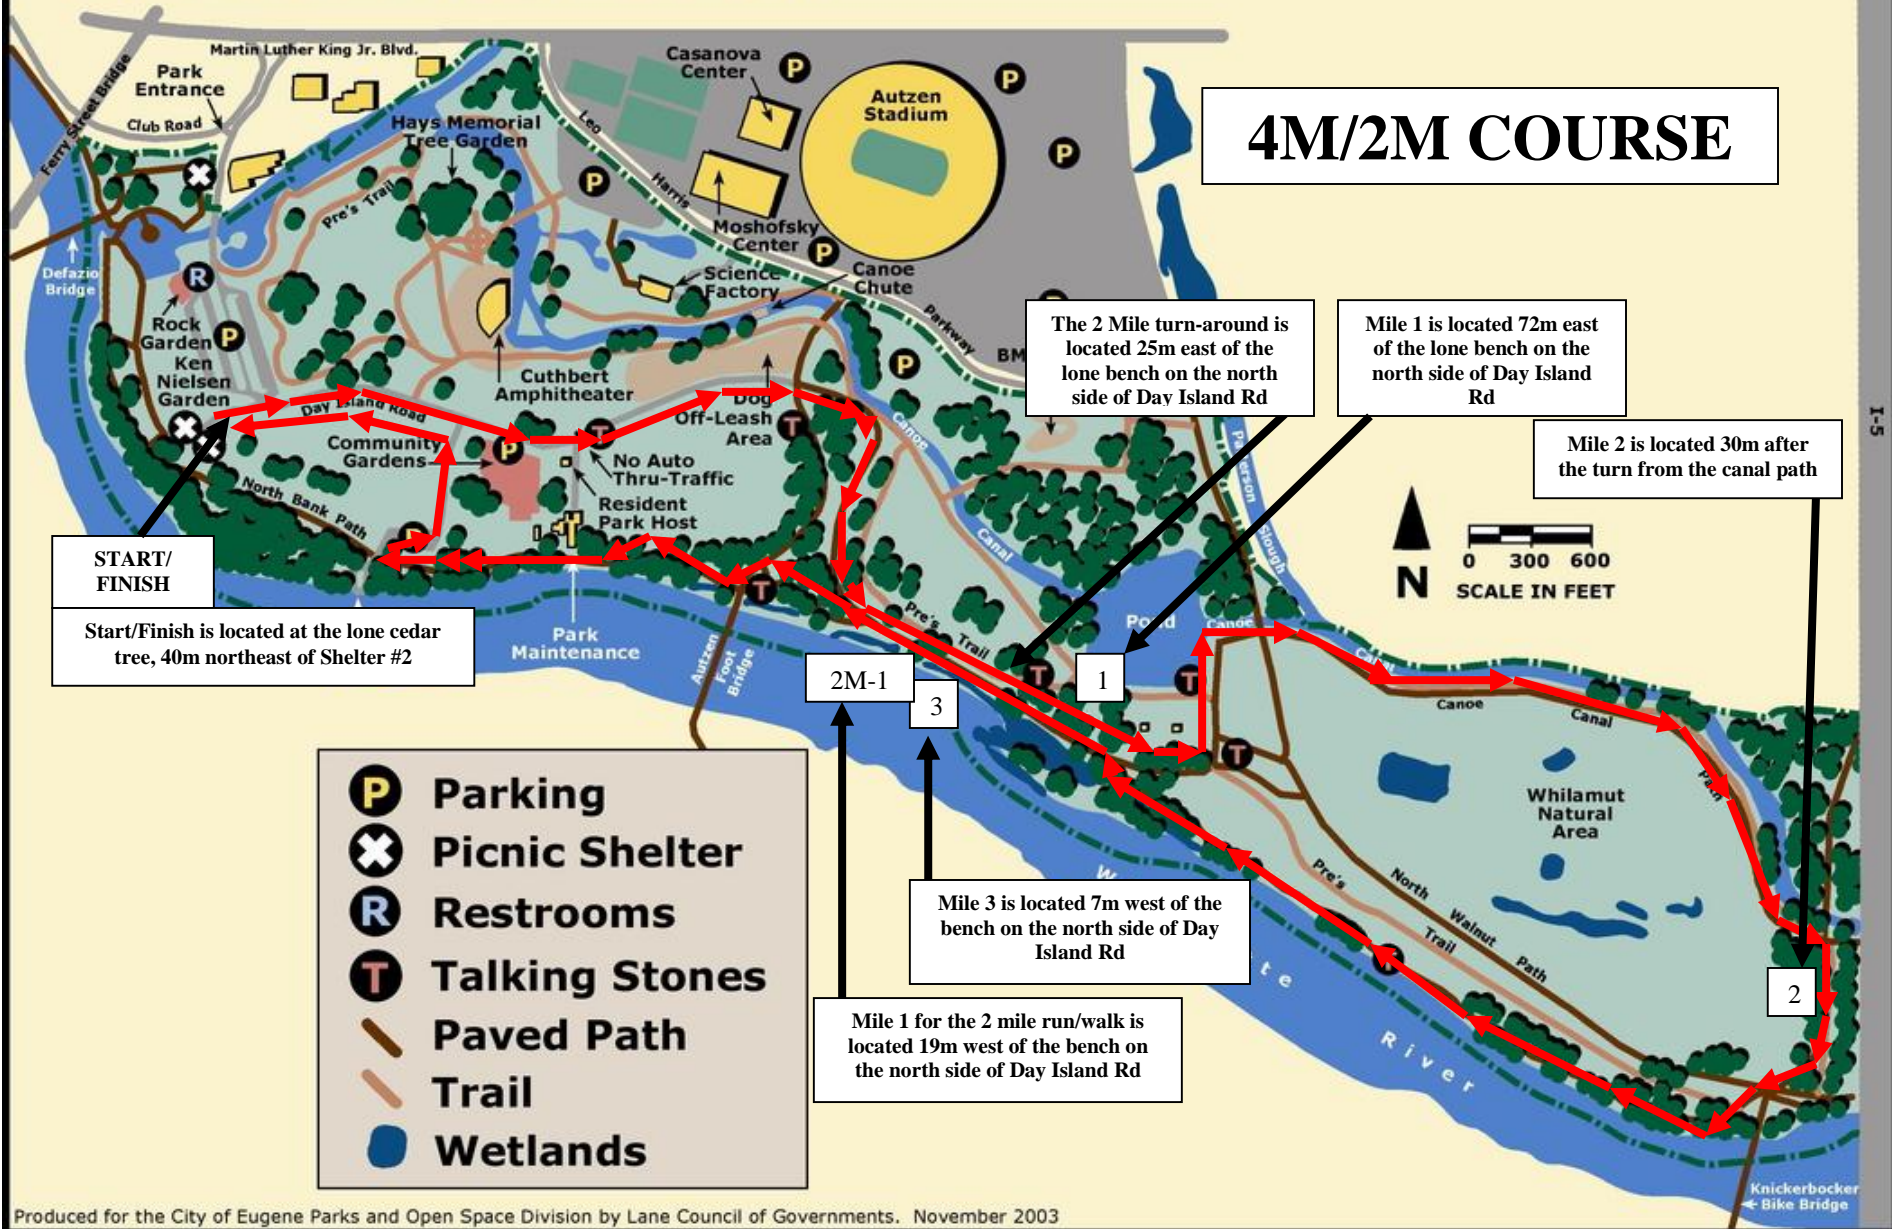 4M/2M COURSE
Martin Luther King Jr. Blvd.
Park
Entrance
Club Road
Ferry Street Bridge
Casanova
Center
P
P
Autzen
Stadium
P
Hays Memorial
Tree Garden
Leo
Harris
Parkway
P
Moshofsky
Center
P
Pre's Trail
Defazio
Bridge
R
Rock
Garden
P
Ken
Nielsen
Garden
Science
Factory
Canoe
Chute
Cuthbert
Amphitheater
P
BM
The 2 Mile turn-around is
located 25m east of the
lone bench on the north
side of Day Island Rd
Mile 1 is located 72m east
of the lone bench on the
north side of Day Island
Rd
Mile 2 is located 30m after
the turn from the canal path
I-5
Day Island Road
Dog
Off-Leash
Area
T
Community
Gardens
P
T
No Auto
Thru-Traffic
Resident
Park Host
North Bank Path
P
Canoe
Canal
Patterson
Slough
N
0 300 600
SCALE IN FEET
START/
FINISH
Start/Finish is located at the lone cedar
tree, 40m northeast of Shelter #2
Park
Maintenance
Autzen
Foot
Bridge
T
Pre's
Trail
Pond
Canoe
Canal
T
1
T
2M-1
3
Canoe
Canal
Path
T
Whilamut
Natural
Area
Pre's
Trail
North
Walnut
Path
T
2
Mile 3 is located 7m west of the
bench on the north side of Day
Island Rd
Mile 1 for the 2 mile run/walk is
located 19m west of the bench on
the north side of Day Island Rd
W
te
River
P Parking
Picnic Shelter
R Restrooms
T Talking Stones
Paved Path
Trail
Wetlands
Knickerbocker
Bike Bridge
Produced for the City of Eugene Parks and Open Space Division by Lane Council of Governments. November 2003